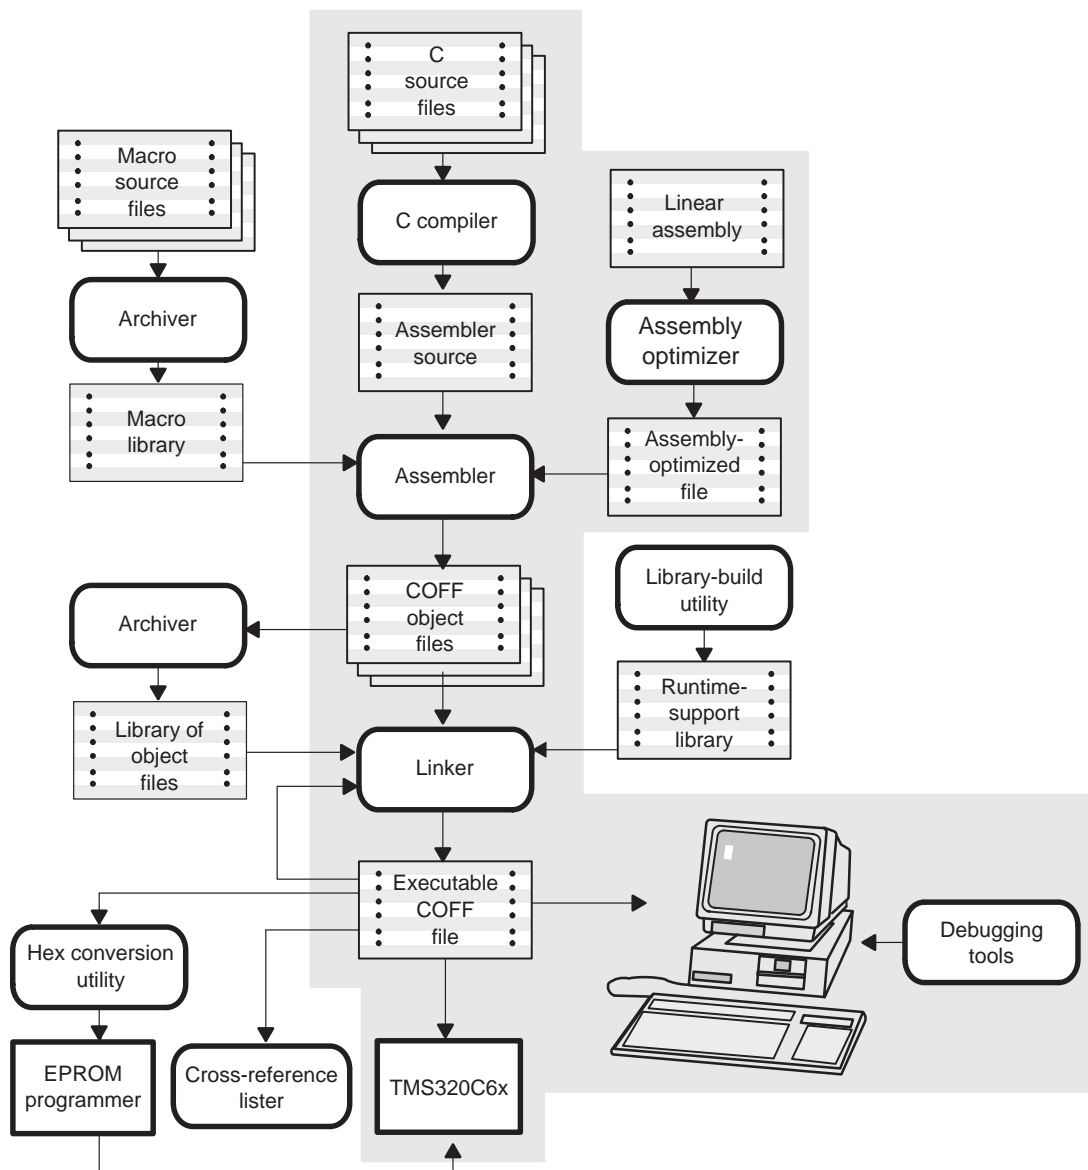 C
source
files
Macro
source
files
C compiler
Linear
assembly
Archiver
Assembler
source
Assembly
optimizer
Macro
library
Assembler
Assembly-
optimized
file
Archiver
COFF
object
files
Library-build
utility
Library of
object
files
Linker
Runtime-
support
library
Executable
COFF
file
Debugging
tools
Hex conversion
utility
EPROM
programmer
Cross-reference
lister
TMS320C6x